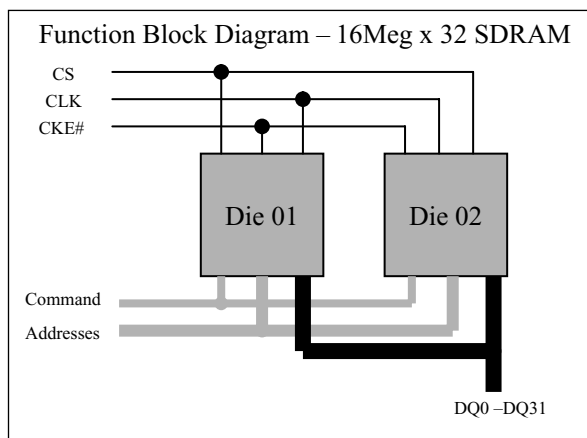 Function Block Diagram – 16Meg x 32 SDRAM
CS
CLK
CKE#
Die 01
Die 02
Command
Addresses
DQ0 –DQ31